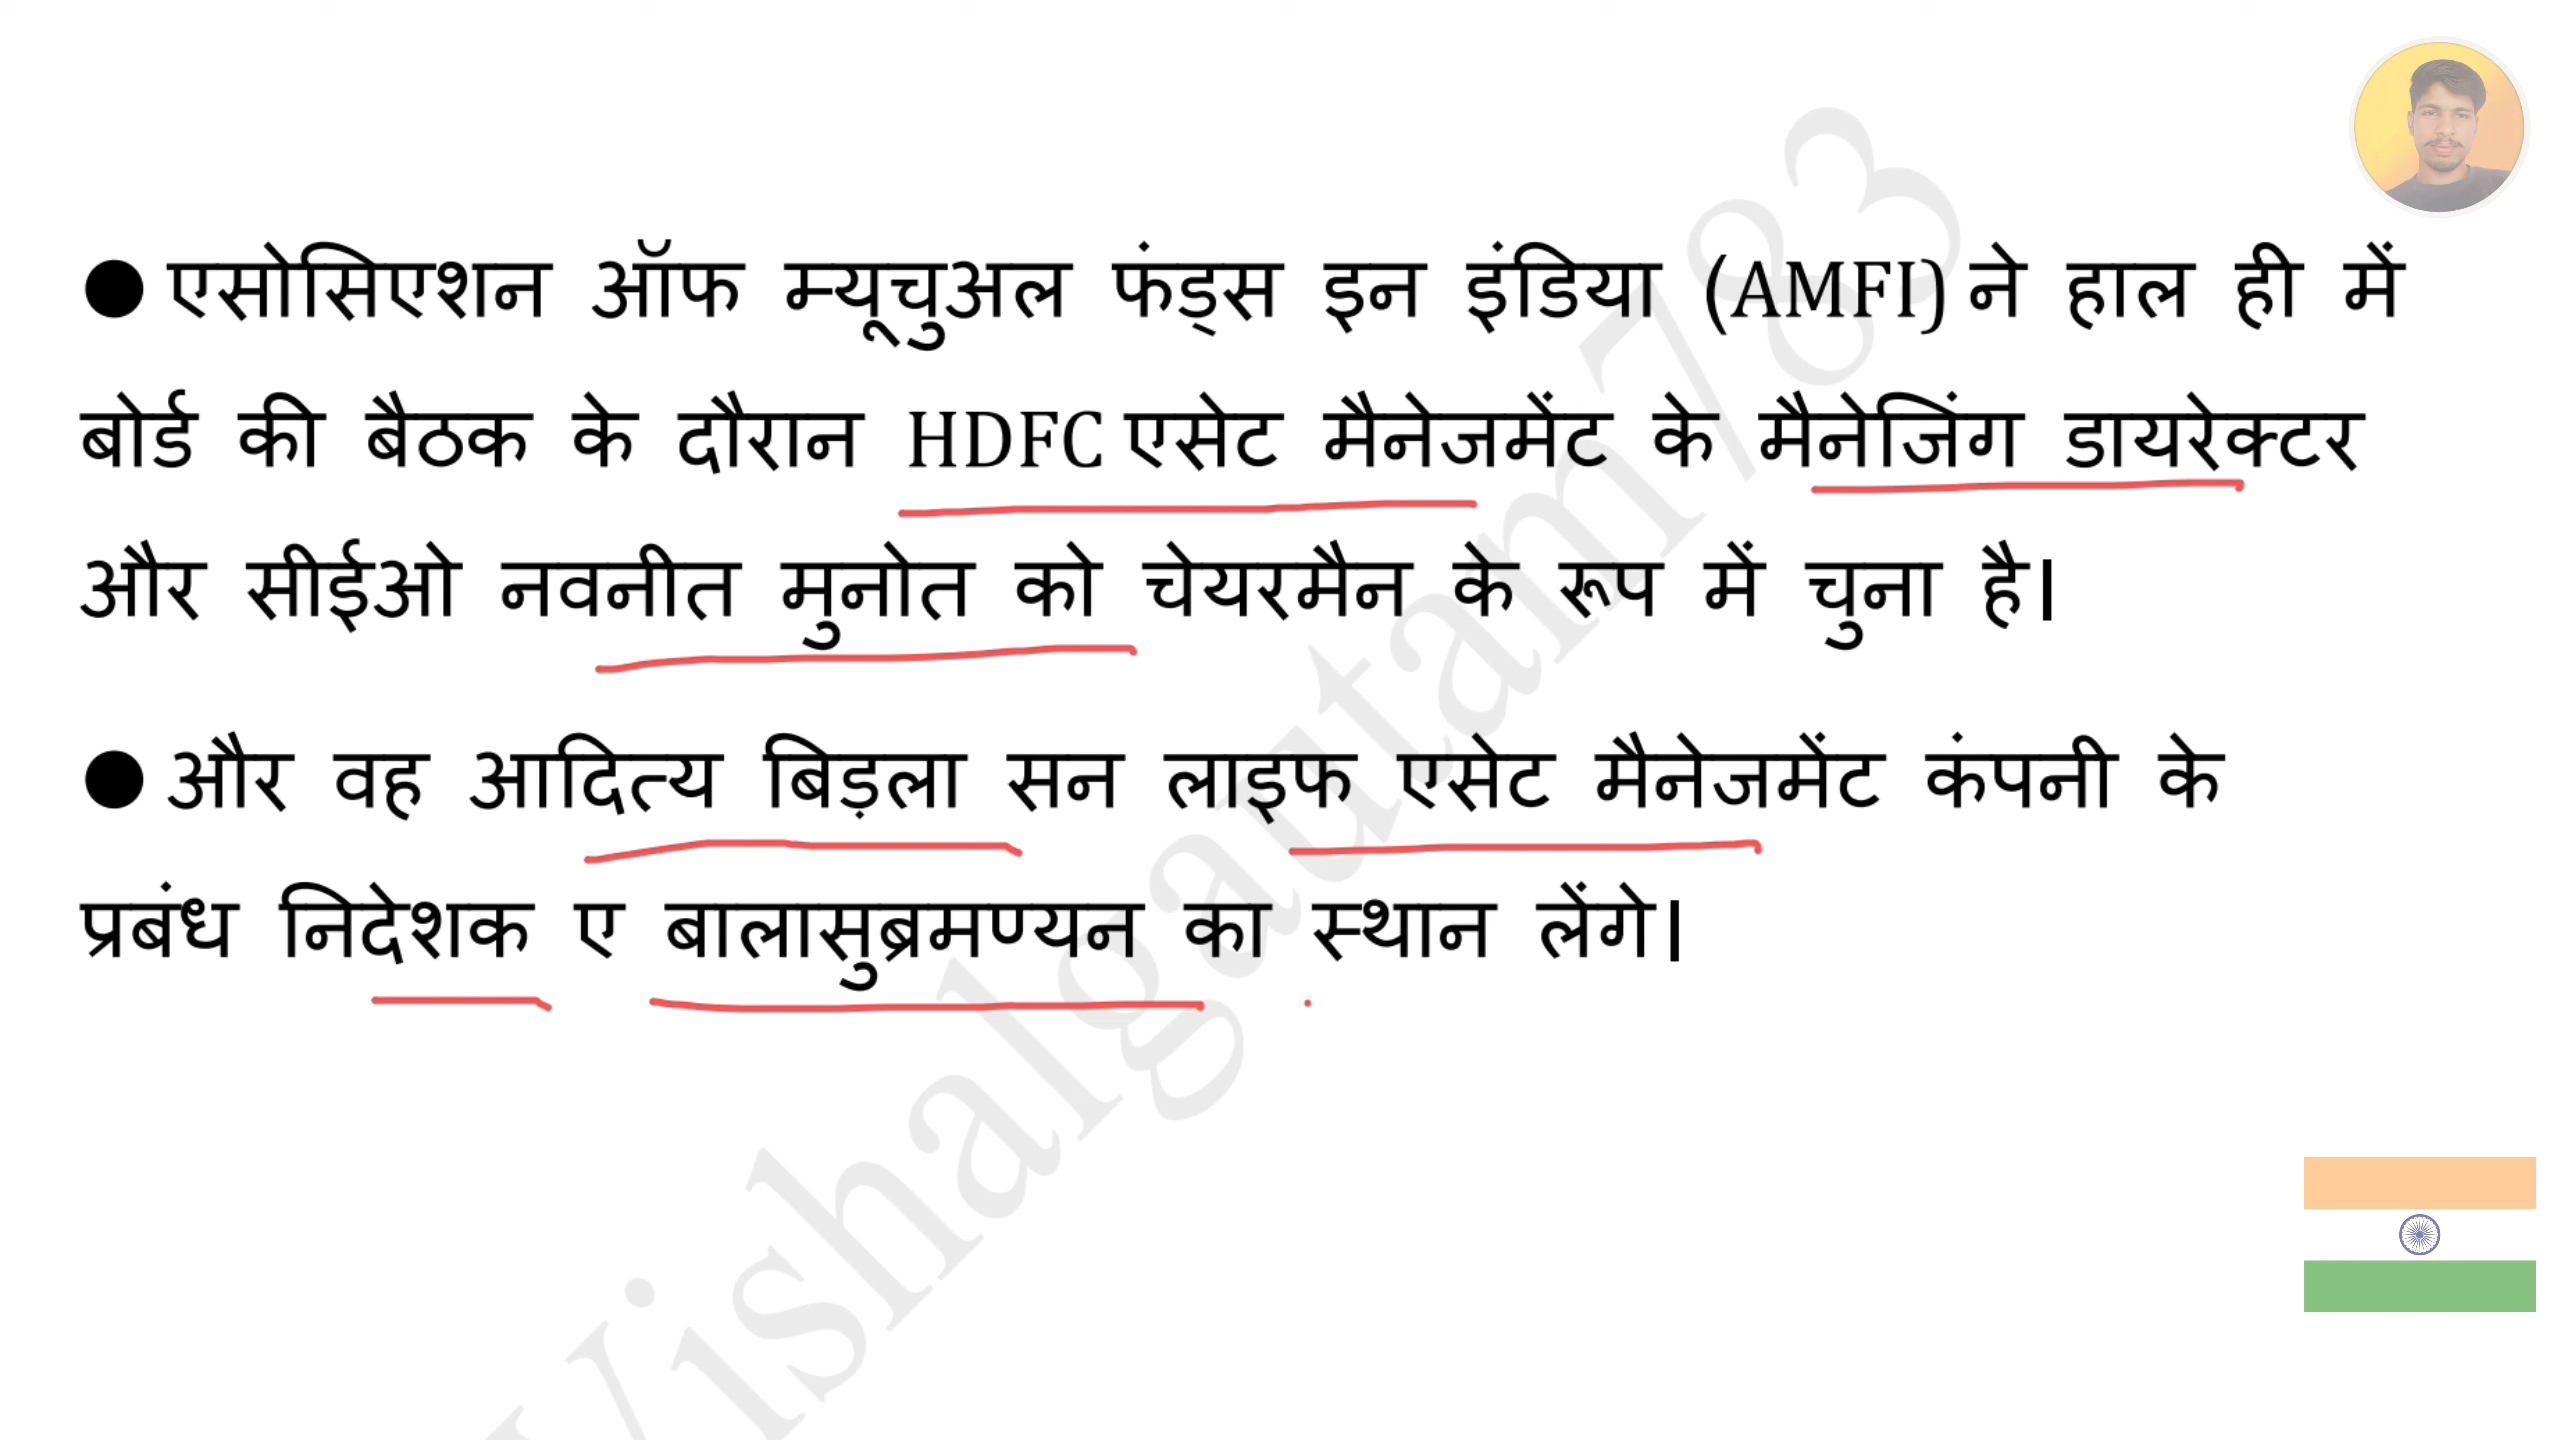 ● एसोसिएशन ऑफ म्यूचुअल फंड्स इन इंडिया (AMFI) ने हाल ही में
बोर्ड की बैठक के दौरान HDFC एसेट मैनेजमेंट के मैनेजिंग डायरेक्टर
और सीईओ नवनीत मुनोत को चेयरमैन के रूप में चुना है।
● और वह आदित्य बिड़ला सन लाइफ एसेट मैनेजमेंट कंपनी के
प्रबंध निदेशक ए बालासुब्रमण्यन का स्थान लेंगे।
Vishalgautam783